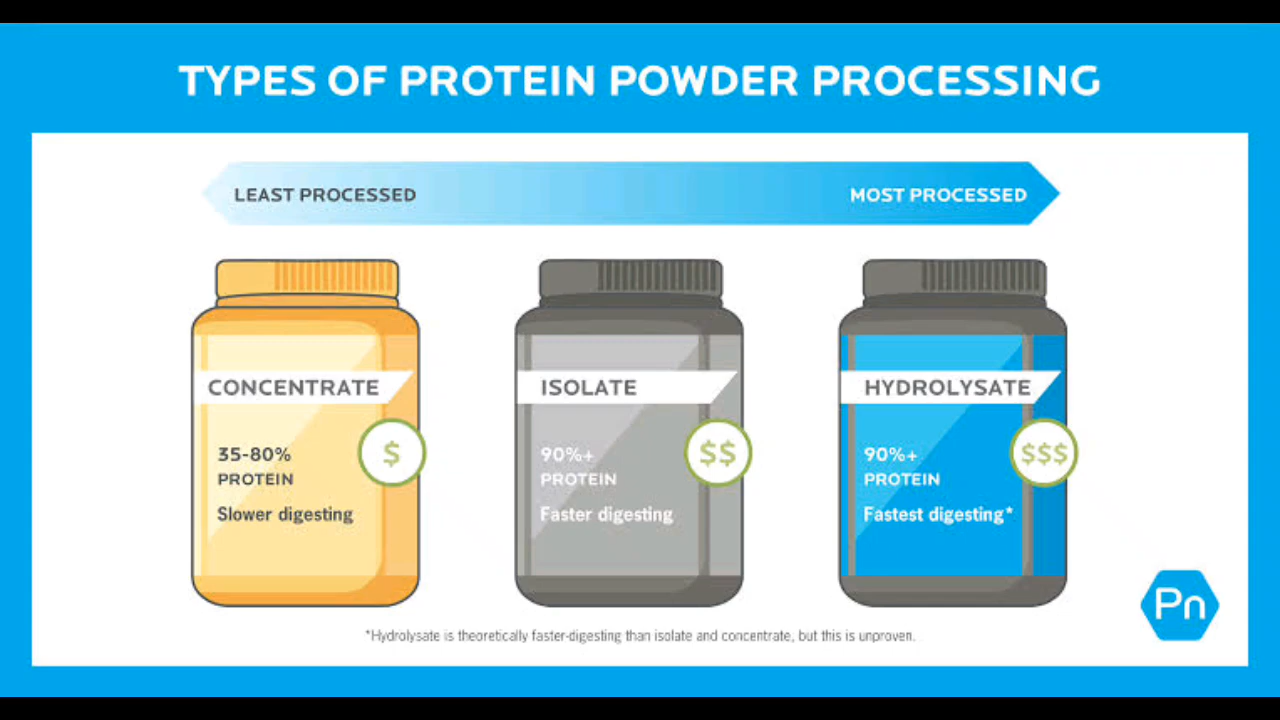 TYPES OF PROTEIN POWDER PROCESSING
LEAST PROCESSED
MOST PROCESSED
CONCENTRATE
35-80%
PROTEIN
Slower digesting
$
ISOLATE
90%+
PROTEIN
Faster digesting
$$
HYDROLYSATE
90%+
PROTEIN
Fastest digesting*
$$$
*Hydrolysate is theoretically faster-digesting than isolate and concentrate, but this is unproven.
Pn